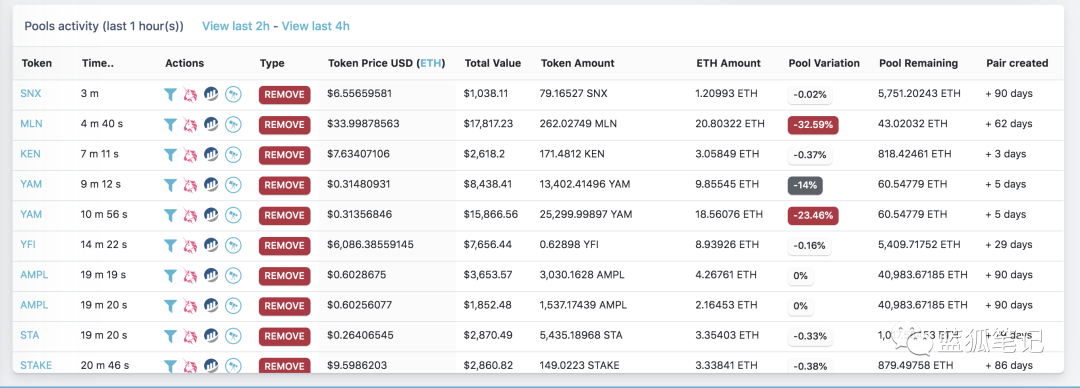 Pools activity (last 1 hour(s)) View last 2h - View last 4h
Token Time.. Actions Type Token Price USD (ETH) Total Value Token Amount ETH Amount Pool Variation Pool Remaining Pair created
SNX 3 m REMOVE $6.55659581 $1,038.11 79.16527 SNX 1.20993 ETH -0.02% 5,751.20243 ETH + 90 days
MLN 4 m 40 s REMOVE $33.99878563 $17,817.23 262.02749 MLN 20.80322 ETH -32.59% 43.02032 ETH + 62 days
KEN 7 m 11 s REMOVE $7.63407106 $2,618.2 171.4812 KEN 3.05849 ETH -0.37% 818.42461 ETH + 3 days
YAM 9 m 12 s REMOVE $0.31480931 $8,438.41 13,402.41496 YAM 9.85545 ETH -14% 60.54779 ETH + 5 days
YAM 10 m 56 s REMOVE $0.31356846 $15,866.56 25,299.99897 YAM 18.56076 ETH -23.46% 60.54779 ETH + 5 days
YFI 14 m 22 s REMOVE $6,086.38559145 $7,656.44 0.62898 YFI 8.93926 ETH -0.16% 5,409.71752 ETH + 29 days
AMPL 19 m 19 s REMOVE $0.6028675 $3,653.57 3,030.1628 AMPL 4.26761 ETH 0% 40,983.67185 ETH + 90 days
AMPL 19 m 20 s REMOVE $0.60256077 $1,852.48 1,537.17439 AMPL 2.16453 ETH 0% 40,983.67185 ETH + 90 days
STA 19 m 20 s REMOVE $0.26406545 $2,870.49 5,435.18968 STA 3.35403 ETH -0.33% ETH
STAKE 20 m 46 s REMOVE $9.5986203 $2,860.82 149.0223 STAKE 3.33841 ETH -0.38% 879.49758 ETH + 86 days
蓝狐笔记